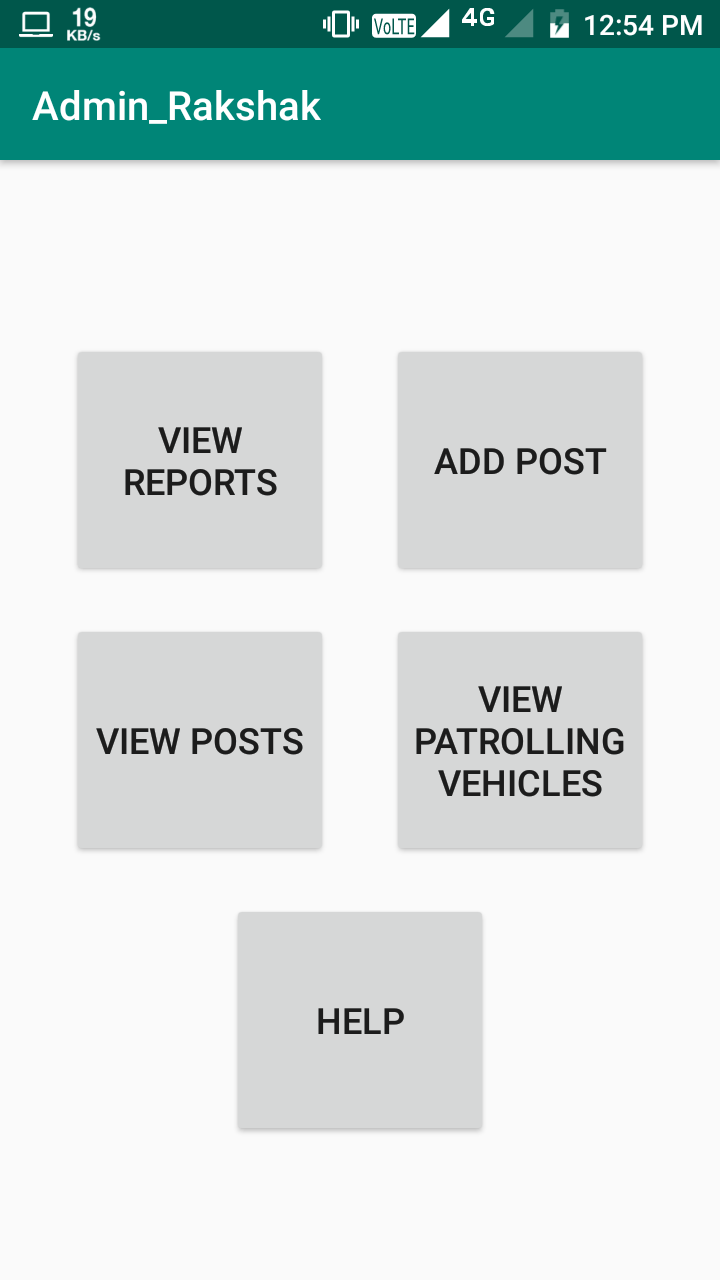 19
KB/s
VoLTE
4G
12:54 PM
Admin_Rakshak
VIEW
REPORTS
ADD POST
VIEW POSTS
VIEW
PATROLLING
VEHICLES
HELP